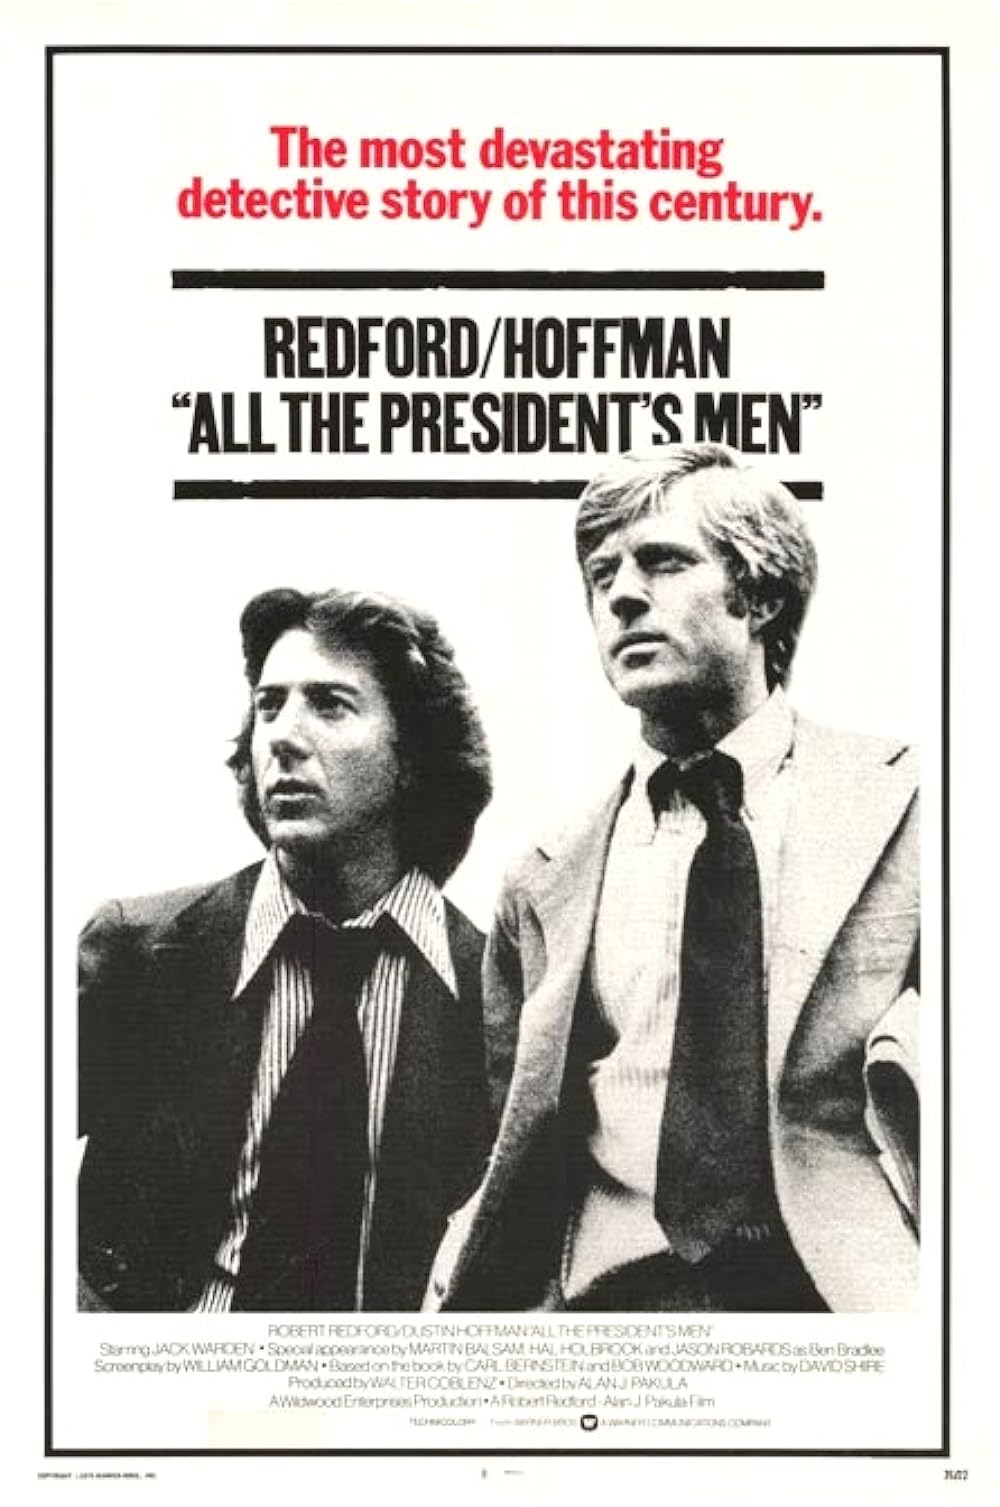 The most devastating
detective story of this century.
REDFORD/HOFFMAN
“ALL THE PRESIDENT'S MEN”
ROBERT REDFORD/DUSTIN HOFFMAN "ALL THE PRESIDENT'S MEN"
Starring JACK WARDEN • Special appearance by MARTIN BALSAM, HAL HOLBROOK and JASON ROBARDS as Ben Bradlee
Screenplay by WILLIAM GOLDMAN • Based on the book by CARL BERNSTEIN and BOB WOODWARD • Music by DAVID SHIRE
Produced by WALTER COBLENZ • Directed by ALAN J. PAKULA
A Wildwood Enterprises Production • A Robert Redford-Alan J. Pakula Film
TECHNICOLOR® From WARNER BROS A WARNER COMMUNICATIONS COMPANY